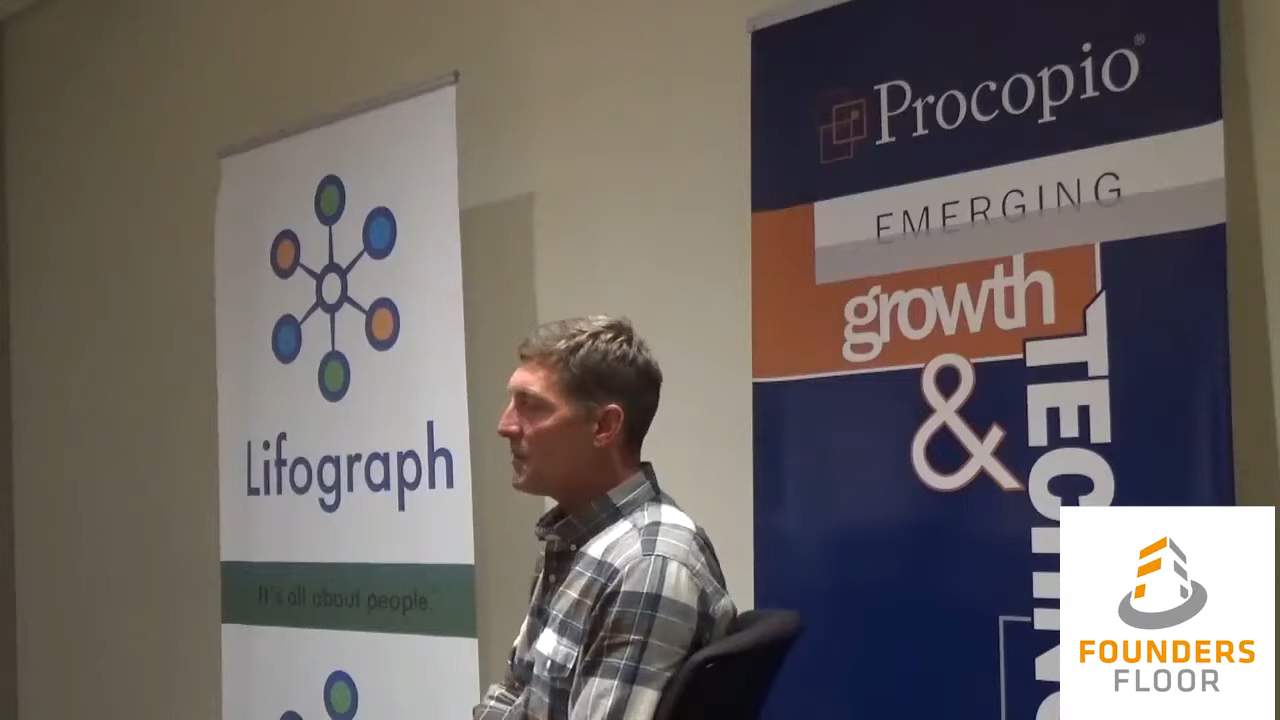 Lifograph
It's all about people.
Procopio®
EMERGING
growth
&
FOUNDERS
FLOOR